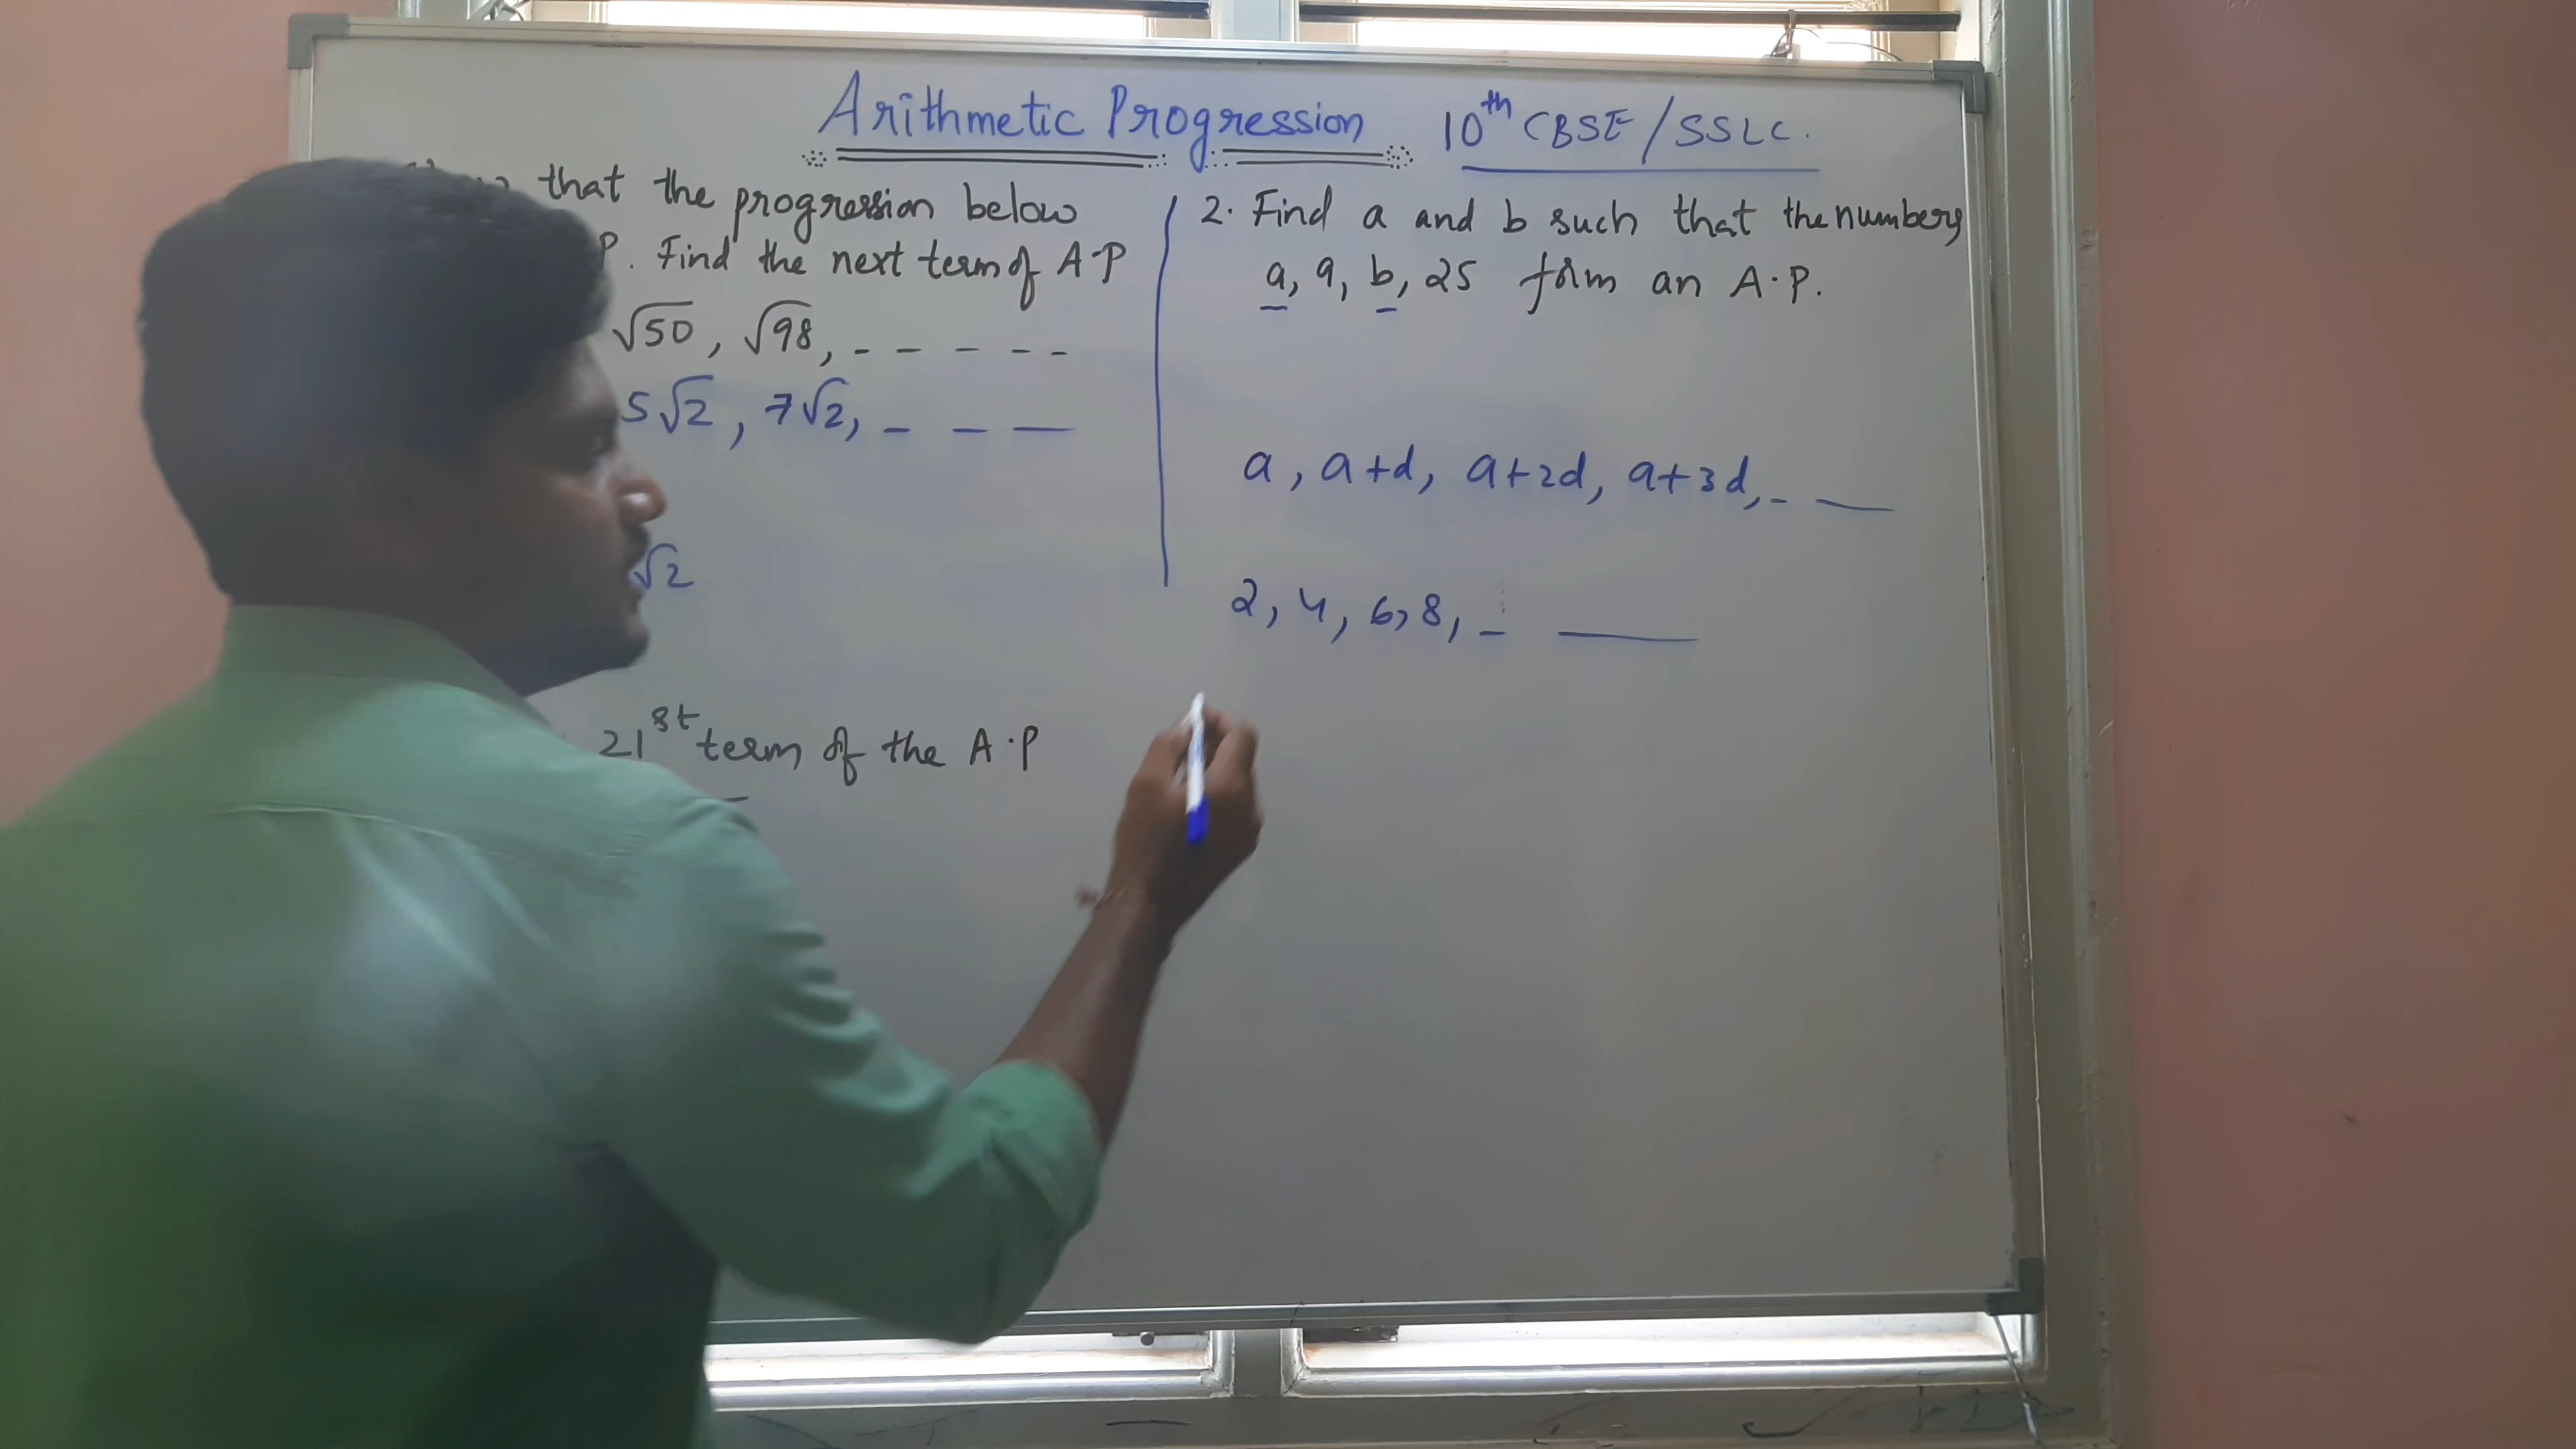 Arithmetic Progression 10th CBSE/SSLC.
that the progression below
P. Find the next term of A.P
√50, √98, - - - - -
5√2, 7√2, - - -
√2
21st term of the A.P
2. Find a and b such that the numbers
a, 9, b, 25 form an A.P.
a, a+d, a+2d, a+3d, - -
2, 4, 6, 8, - -